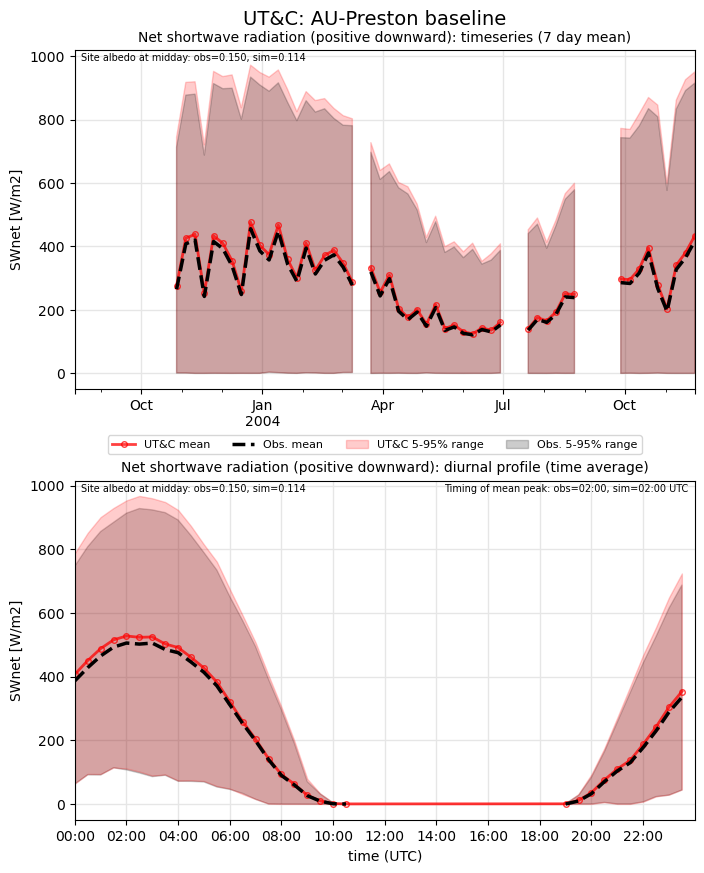 UT&C: AU-Preston baseline
Net shortwave radiation (positive downward): timeseries (7 day mean)
Site albedo at midday: obs=0.150, sim=0.114
1000
800
600
400
200
0
SWnet [W/m2]
Oct
Jan
2004
Apr
Jul
Oct
UT&C mean
Obs. mean
UT&C 5-95% range
Obs. 5-95% range
Net shortwave radiation (positive downward): diurnal profile (time average)
Site albedo at midday: obs=0.150, sim=0.114
Timing of mean peak: obs=02:00, sim=02:00 UTC
1000
800
600
400
200
0
SWnet [W/m2]
00:00 02:00 04:00 06:00 08:00 10:00 12:00 14:00 16:00 18:00 20:00 22:00
time (UTC)